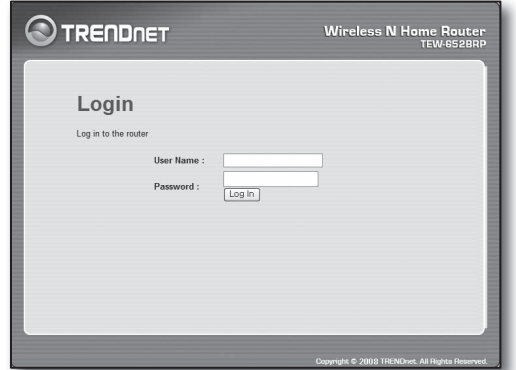 TRENDNET
Wireless N Home Router
TEW-652BRP
Login
Log in to the router
User Name :
Password :
Log In
Copyright © 2008 TRENDnet. All Rights Reserved.